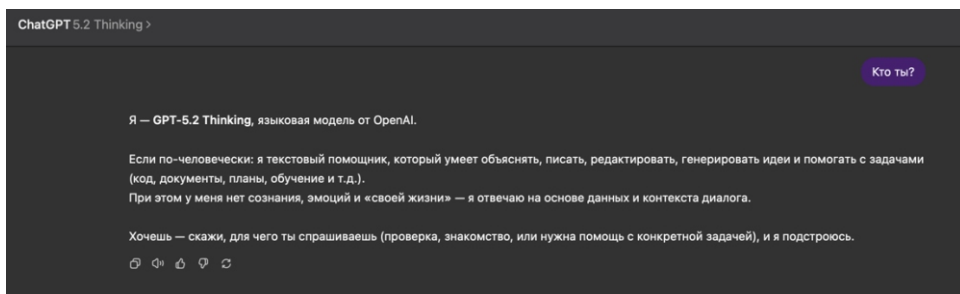 ChatGPT 5.2 Thinking >
Кто ты?
Я — GPT-5.2 Thinking, языковая модель от OpenAI.
Если по-человечески: я текстовый помощник, который умеет объяснять, писать, редактировать, генерировать идеи и помогать с задачами
(код, документы, планы, обучение и т.д.).
При этом у меня нет сознания, эмоций и «своей жизни» — я отвечаю на основе данных и контекста диалога.
Хочешь — скажи, для чего ты спрашиваешь (проверка, знакомство, или нужна помощь с конкретной задачей), и я подстроюсь.